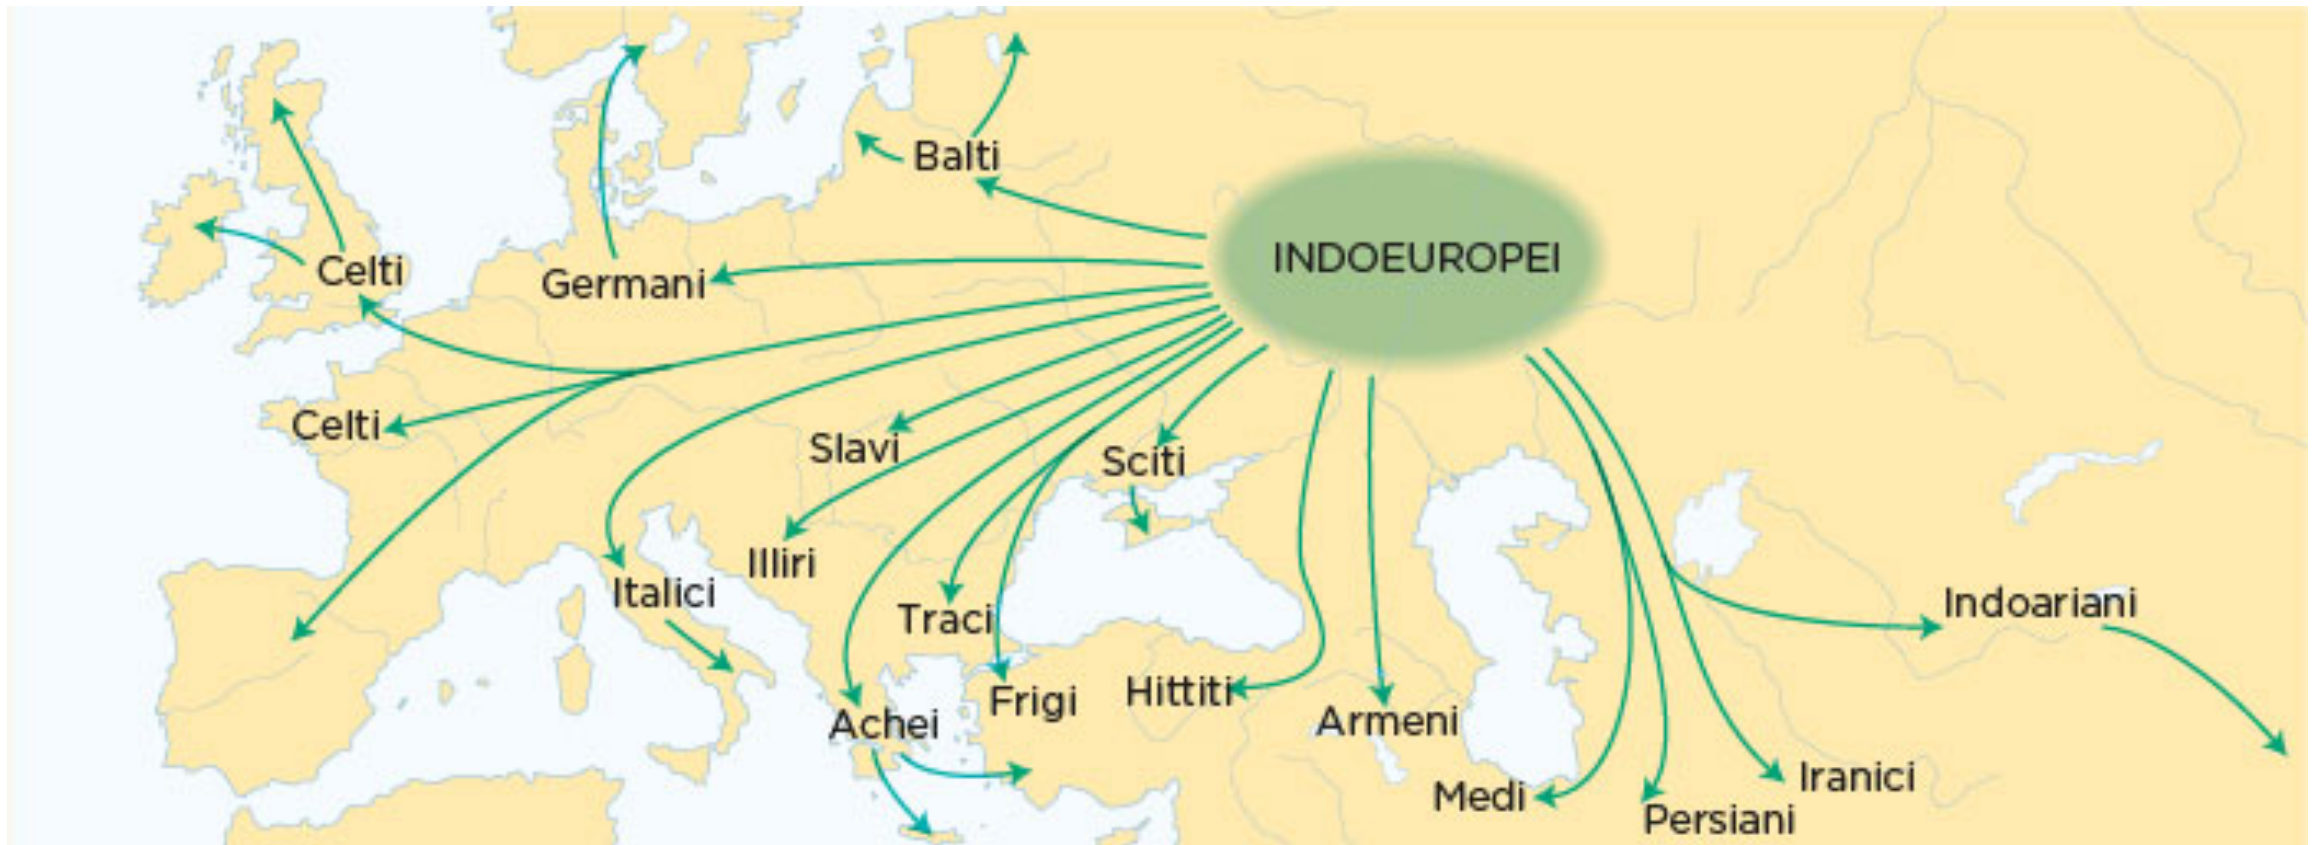 Balti
INDOEUROPEI
Celti
Germani
Celti
Slavi
Sciti
Illiri
Italici
Traci
Indoariani
Frigi
Hittiti
Achei
Armeni
Medi
Iranici
Persiani